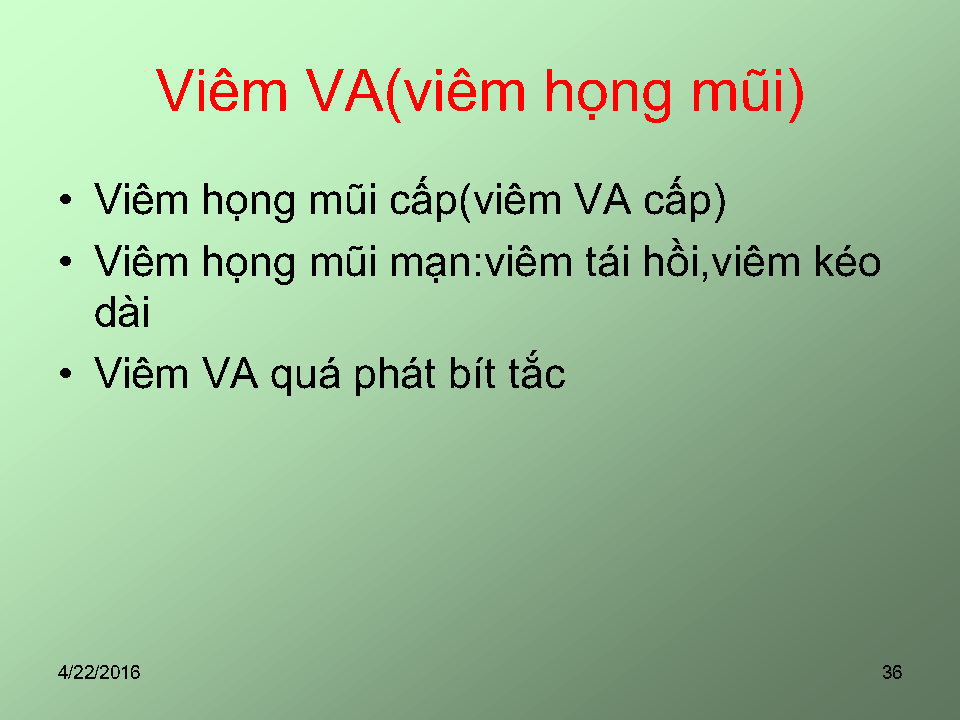 Viêm VA(viêm họng mũi)
• Viêm họng mũi cấp(viêm VA cấp)
• Viêm họng mũi mạn:viêm tái hồi,viêm kéo
dài
• Viêm VA quá phát bít tắc
4/22/2016
36